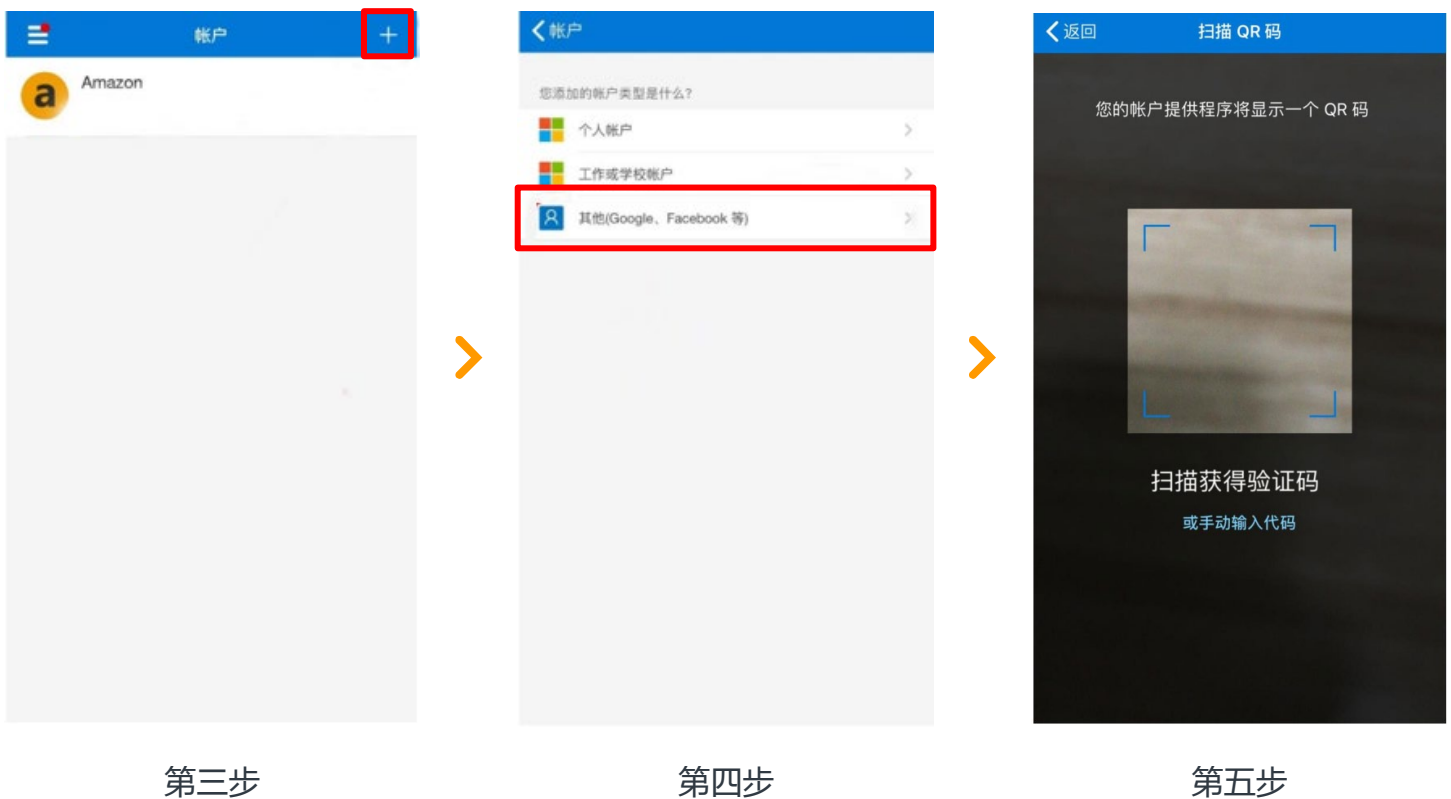 帐户
+
a
Amazon
第三步
帐户
您添加的帐户类型是什么?
个人帐户
工作或学校帐户
其他(Google、Facebook 等)
第四步
返回
扫描 QR 码
您的帐户提供程序将显示一个 QR 码
扫描获得验证码
或手动输入代码
第五步